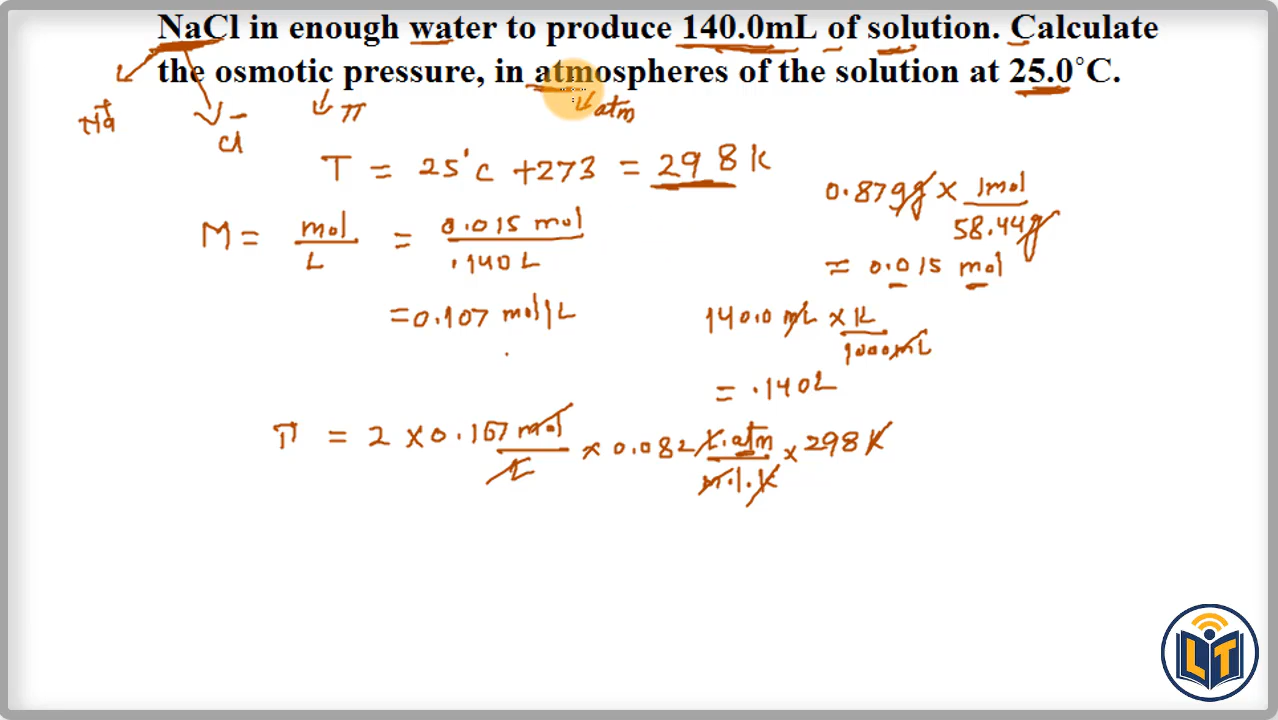 NaCl in enough water to produce 140.0mL of solution. Calculate
the osmotic pressure, in atmospheres of the solution at 25.0°C.
Na+ Cl- π atm
T = 25°C +273 = 298 K
M = mol/L = 0.015 mol/.140 L
= 0.107 mol/L
0.879g x 1mol/58.44g
= 0.015 mol
140.0 mL x 1L/1000mL
= .140L
π = 2 x 0.107 mol/L x 0.082 L.atm/mol.K x 298K
LT